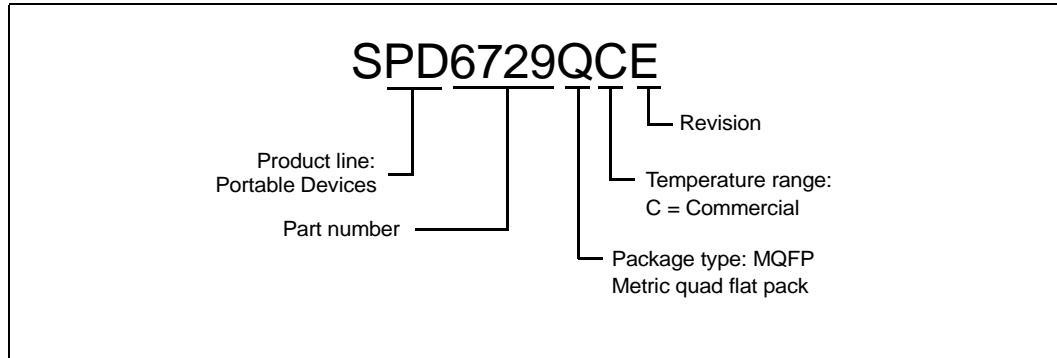 SPD6729QCE
Revision
Product line:
Portable Devices
Temperature range:
C = Commercial
Part number
Package type: MQFP
Metric quad flat pack